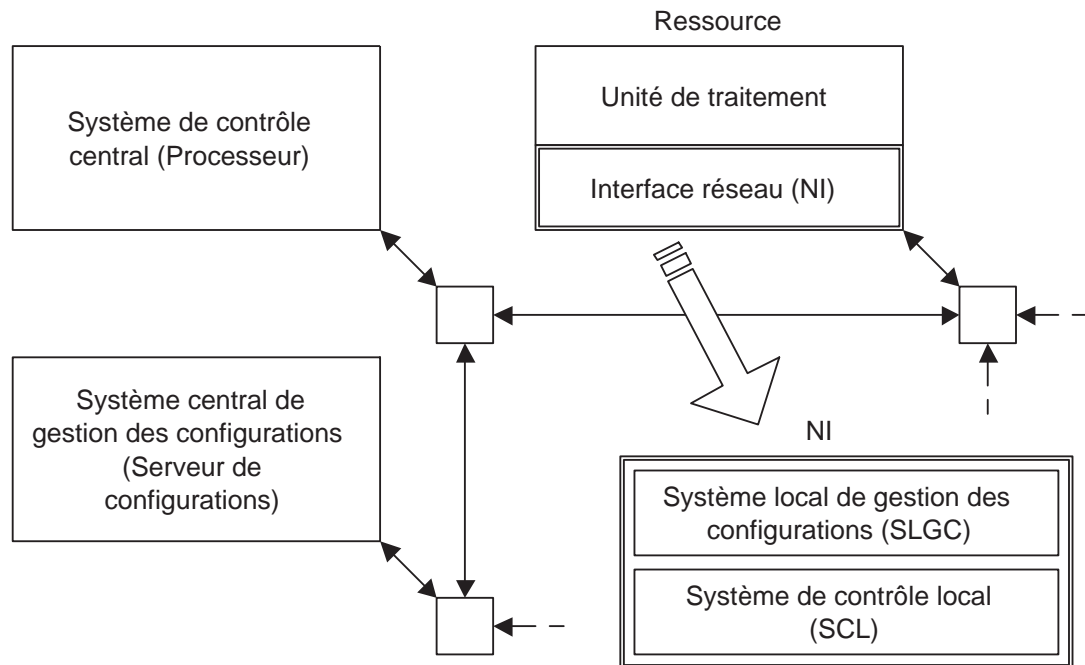 Ressource
Système de contrôle
central (Processeur)
Unité de traitement
Interface réseau (NI)
Système central de
gestion des configurations
(Serveur de
configurations)
NI
Système local de gestion des
configurations (SLGC)
Système de contrôle local
(SCL)